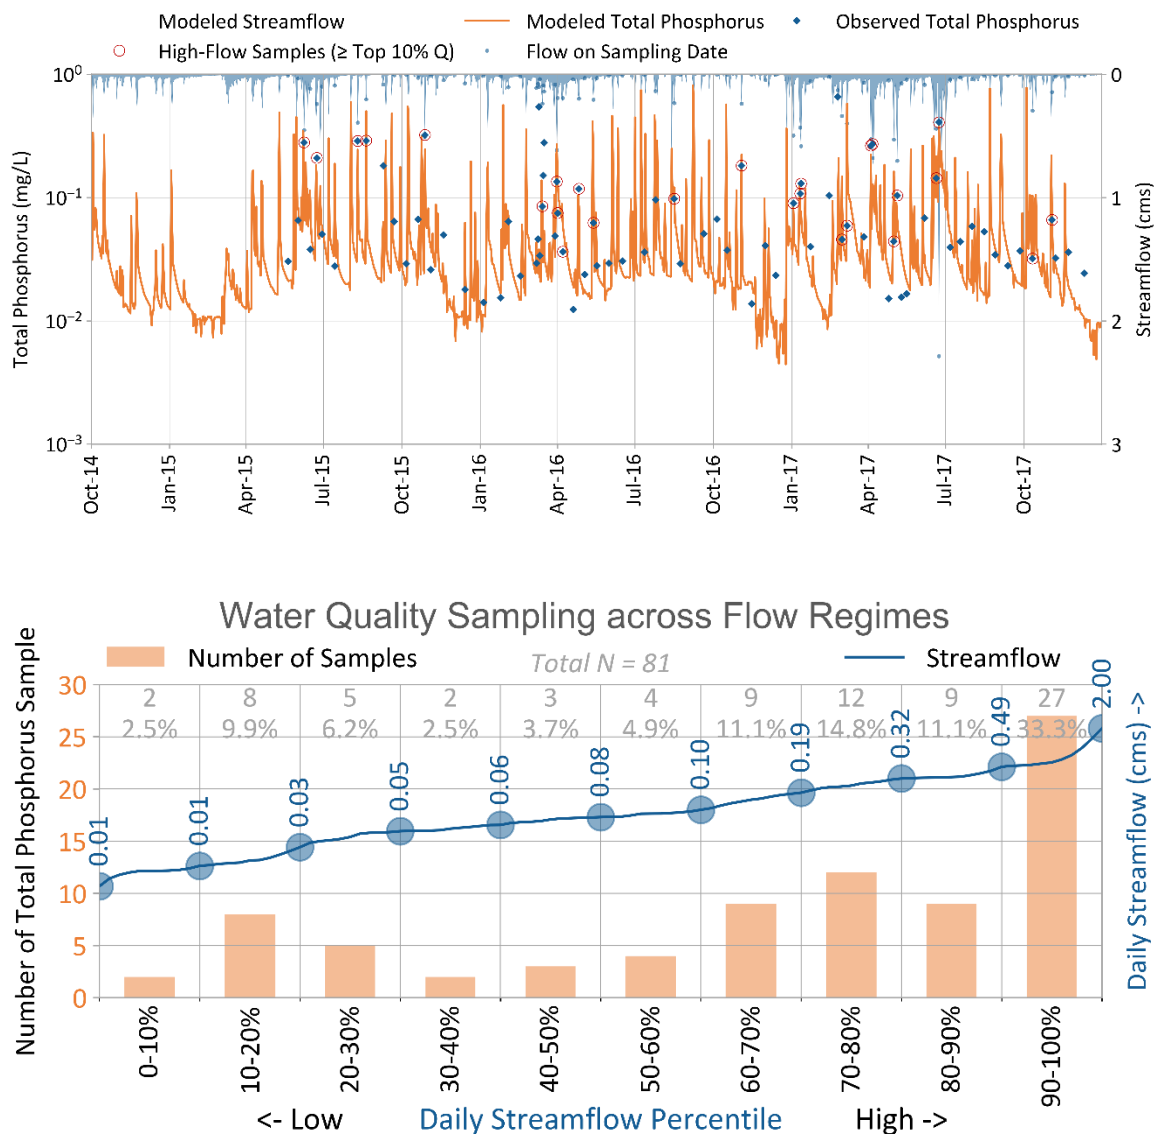 Modeled Streamflow Modeled Total Phosphorus Observed Total Phosphorus
High-Flow Samples (≥ Top 10% Q) Flow on Sampling Date
Total Phosphorus (mg/L)
10⁰
10⁻¹
10⁻²
10⁻³
0
1
2
3
Streamflow (cms)
Oct-14 Jan-15 Apr-15 Jul-15 Oct-15 Jan-16 Apr-16 Jul-16 Oct-16 Jan-17 Apr-17 Jul-17 Oct-17
Water Quality Sampling across Flow Regimes
Number of Samples Total N = 81 Streamflow
Number of Total Phosphorus Sample
30
25
20
15
10
5
0
2 8 5 2 3 4 9 12 9 27
2.5% 9.9% 6.2% 2.5% 3.7% 4.9% 11.1% 14.8% 11.1% 33.3%
0.01 0.01 0.03 0.05 0.06 0.08 0.10 0.19 0.32 0.49 2.00
Daily Streamflow (cms) ->
0-10% 10-20% 20-30% 30-40% 40-50% 50-60% 60-70% 70-80% 80-90% 90-100%
<- Low Daily Streamflow Percentile High ->